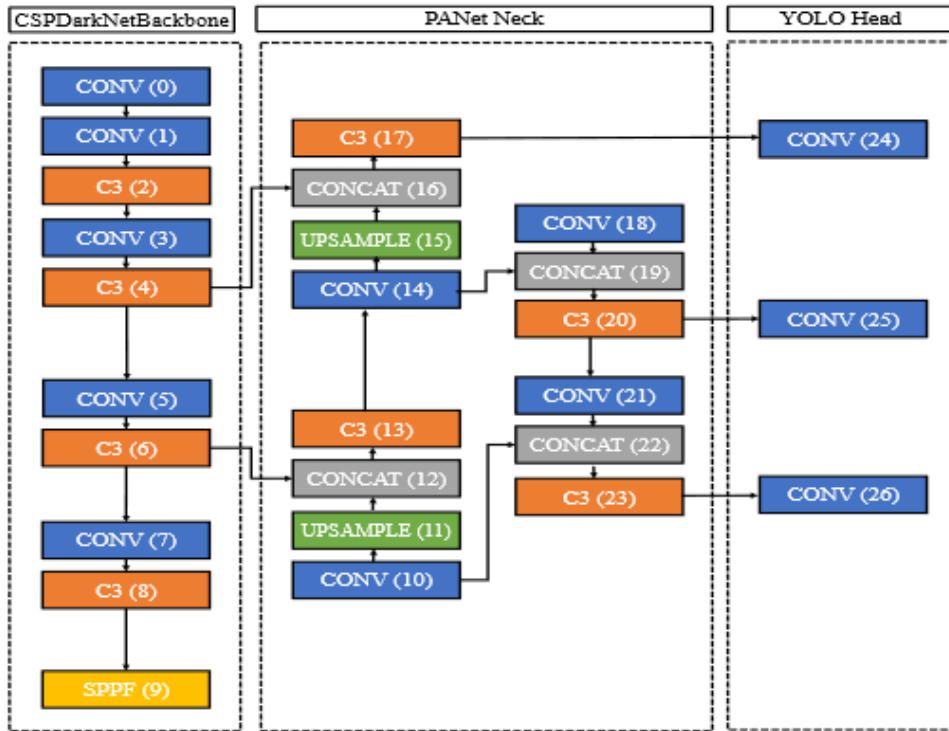 CSPDarkNetBackbone
PANet Neck
YOLO Head
CONV (0)
CONV (1)
C3 (2)
CONV (3)
C3 (4)
CONV (5)
C3 (6)
CONV (7)
C3 (8)
SPPF (9)
C3 (17)
CONCAT (16)
UPSAMPLE (15)
CONV (14)
C3 (13)
CONCAT (12)
UPSAMPLE (11)
CONV (10)
CONV (18)
CONCAT (19)
C3 (20)
CONV (21)
CONCAT (22)
C3 (23)
CONV (24)
CONV (25)
CONV (26)